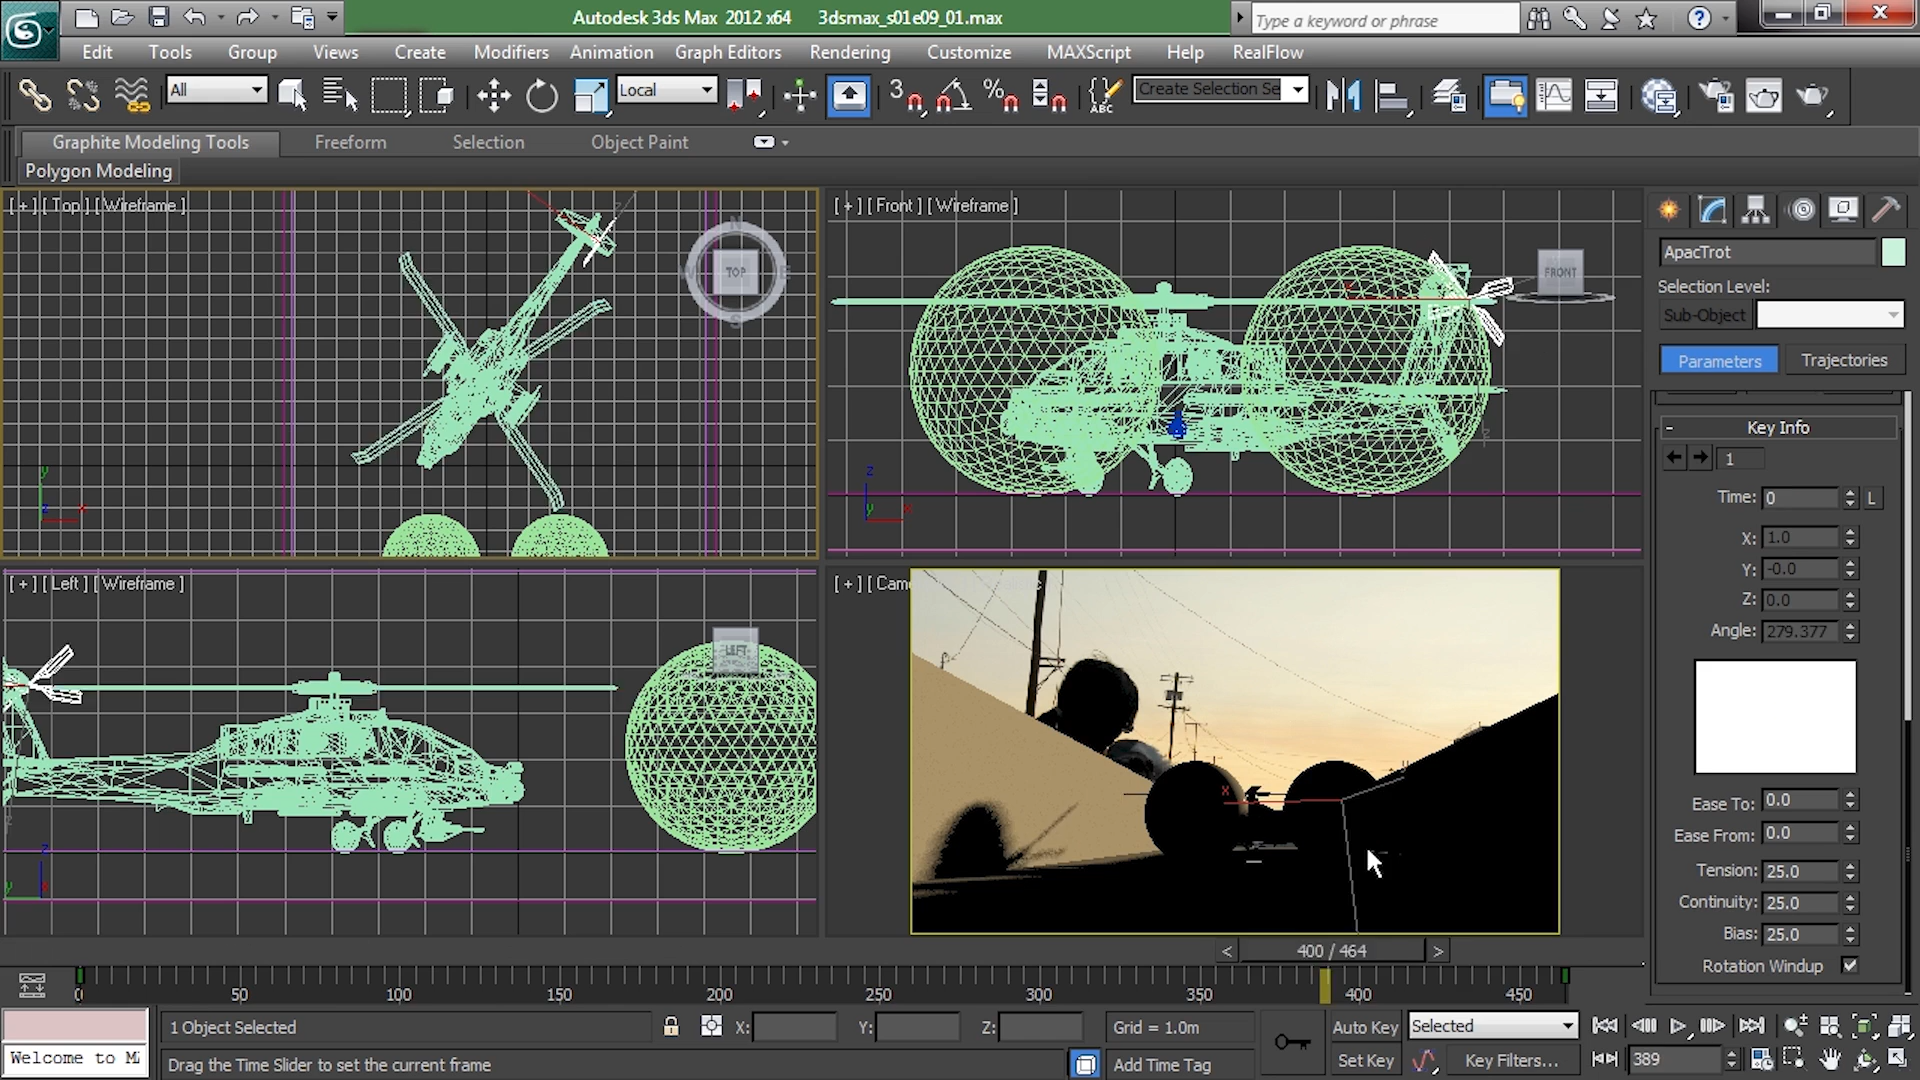 Autodesk 3ds Max 2012 x64 3dsmax_s01e09_01.max
Type a keyword or phrase
Edit Tools Group Views Create Modifiers Animation Graph Editors Rendering Customize MAXScript Help RealFlow
All
Local
3
%
ABC
Create Selection Se
Graphite Modeling Tools Freeform Selection Object Paint
Polygon Modeling
[ + ] [ Top ] [ Wireframe ]
N
TOP
S
[ + ] [ Front ] [ Wireframe ]
FRONT
[ + ] [ Left ] [ Wireframe ]
LEFT
[ + ] [ Came
x
ApacTrot
Selection Level:
Sub-Object
Parameters Trajectories
- Key Info
1
Time: 0 L
X: 1.0
Y: -0.0
Z: 0.0
Angle: 279.377
Ease To: 0.0
Ease From: 0.0
Tension: 25.0
Continuity: 25.0
Bias: 25.0
Rotation Windup
< 400 / 464 >
0 50 100 150 200 250 300 350 400 450
1 Object Selected X: Y: Z: Grid = 1.0m Auto Key Selected
Welcome to M
Drag the Time Slider to set the current frame Add Time Tag Set Key Key Filters... 389